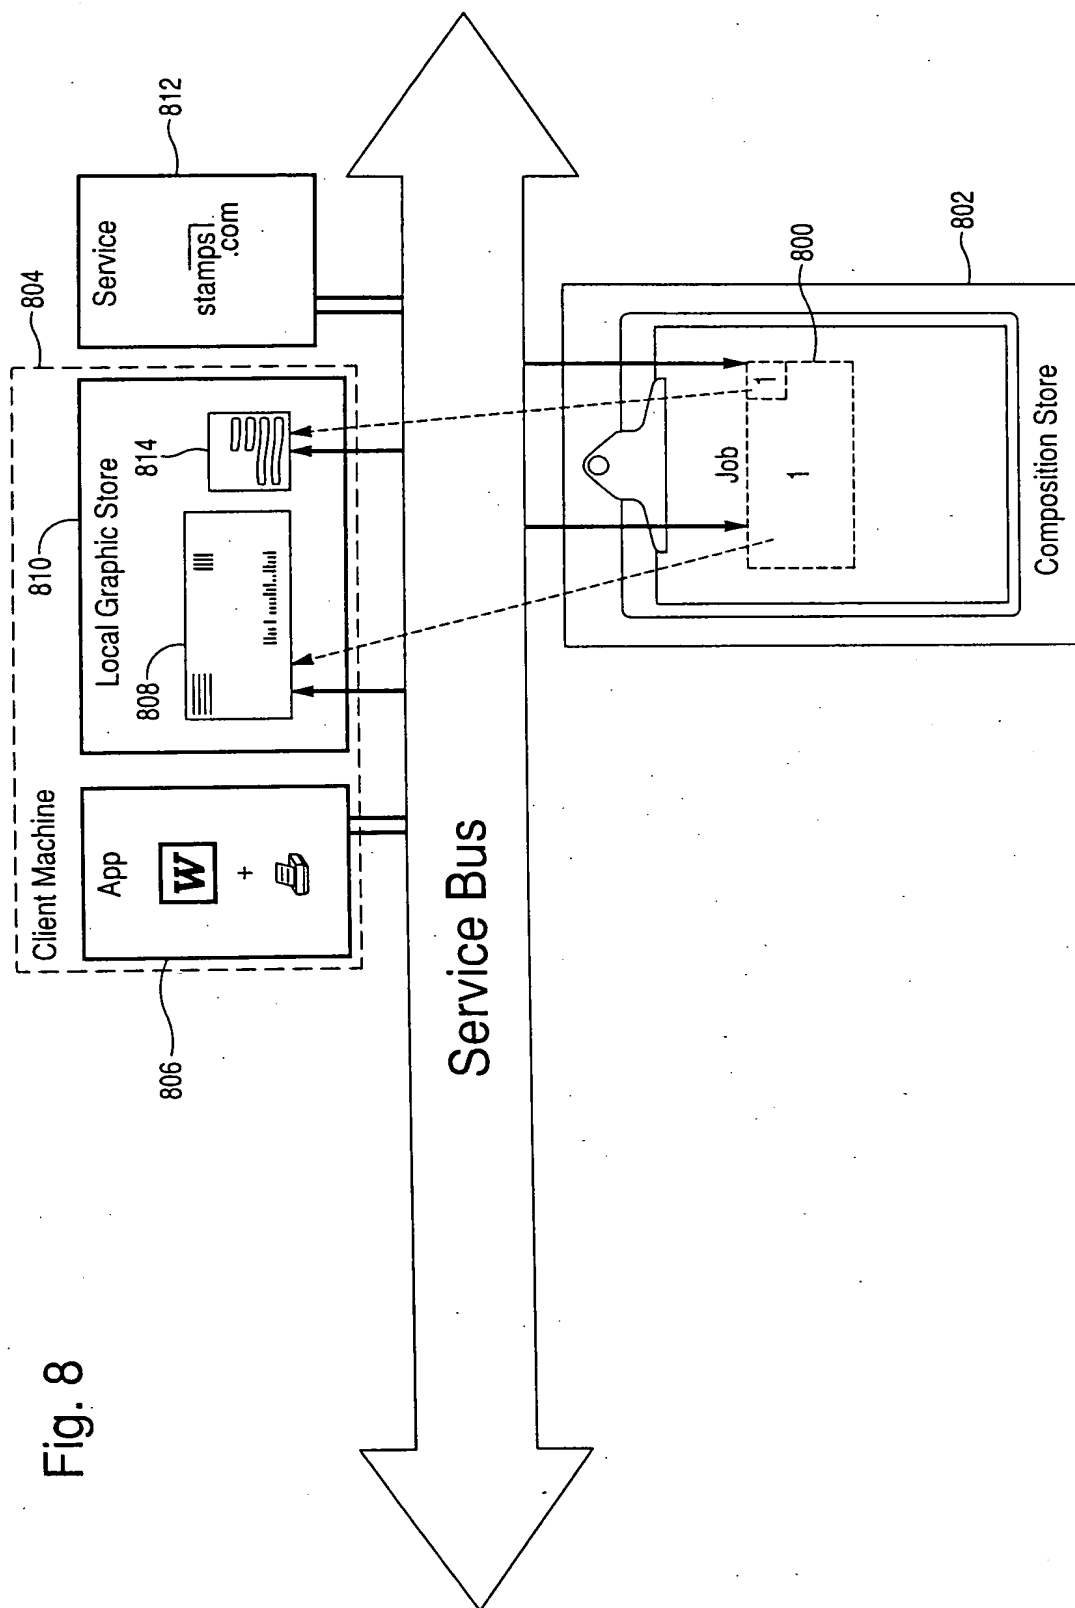 Fig. 8
Client Machine
804
App
W
+
806
Local Graphic Store
810
808
814
Service
stamps
.com
812
Service Bus
Job
1
1
800
802
Composition Store